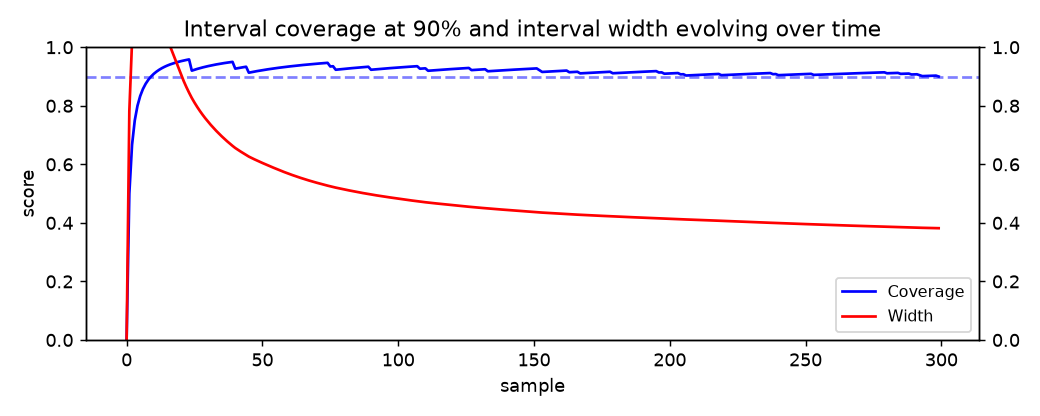 Interval coverage at 90% and interval width evolving over time
1.0
0.8
0.6
0.4
0.2
0.0
score
1.0
0.8
0.6
0.4
0.2
0.0
Coverage
Width
0 50 100 150 200 250 300
sample